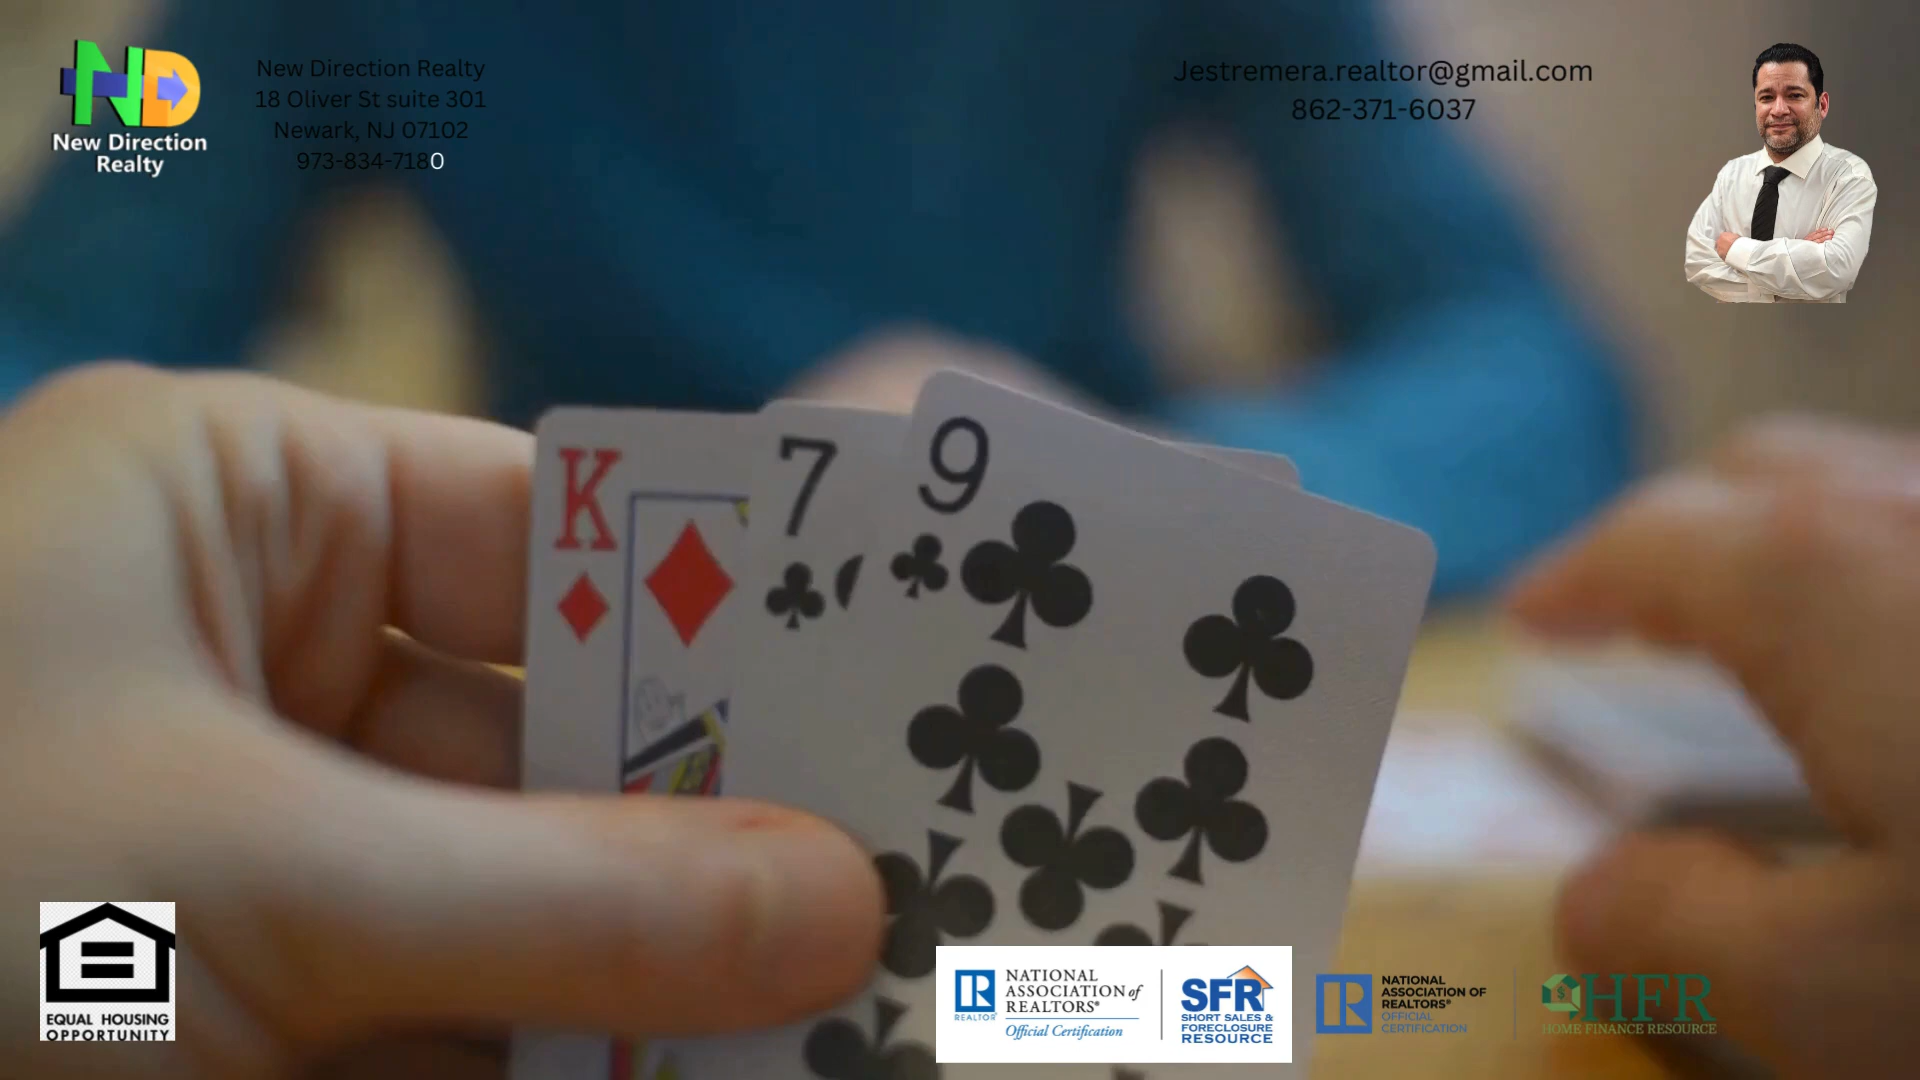 ND
New Direction
Realty
New Direction Realty
18 Oliver St suite 301
Newark, NJ 07102
973-834-7180
Jestremera.realtor@gmail.com
862-371-6037
K
7
9
EQUAL HOUSING
OPPORTUNITY
R
REALTOR®
NATIONAL
ASSOCIATION of
REALTORS®
Official Certification
SFR
SHORT SALES &
FORECLOSURE
RESOURCE
R
NATIONAL
ASSOCIATION OF
REALTORS®
OFFICIAL
CERTIFICATION
$
HFR
HOME FINANCE RESOURCE